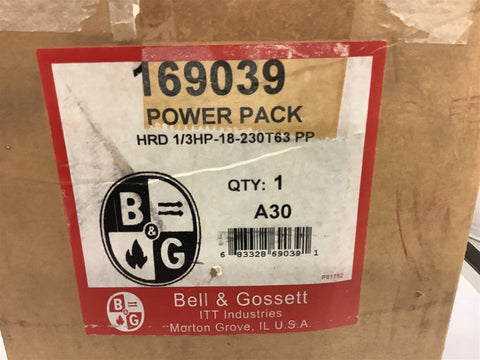 169039
POWER PACK
HRD 1/3HP-18-230T63 PP
QTY: 1
A30
B & G
6 83328 69039 1
P81752
B & G
Bell & Gossett
ITT Industries
Morton Grove, IL U.S.A.